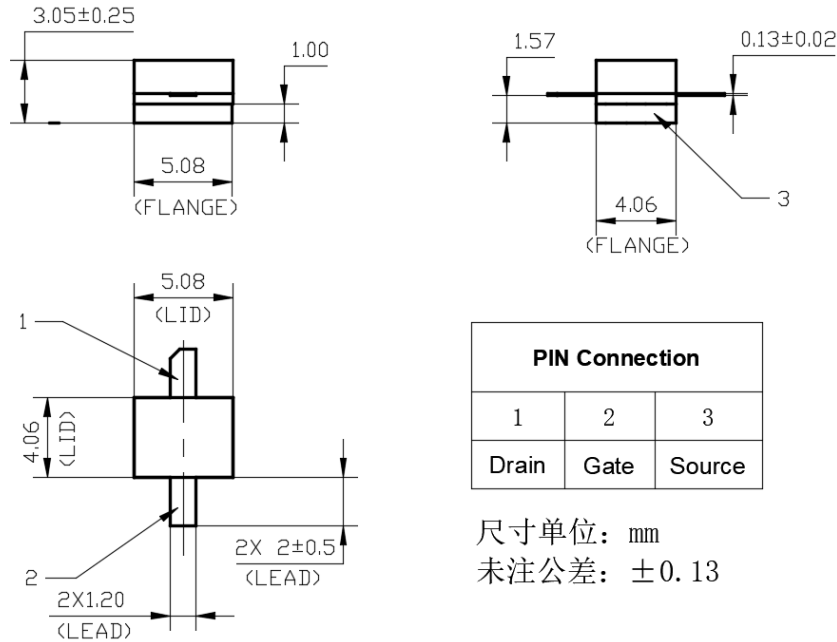 3.05±0.25
1.00
5.08
(FLANGE)
1.57
0.13±0.02
3
4.06
(FLANGE)
5.08
(LID)
1
4.06
(LID)
2X 2±0.5
(LEAD)
2
2X1.20
(LEAD)
PIN Connection
1 2 3
Drain Gate Source
尺寸单位：mm
未注公差：±0.13